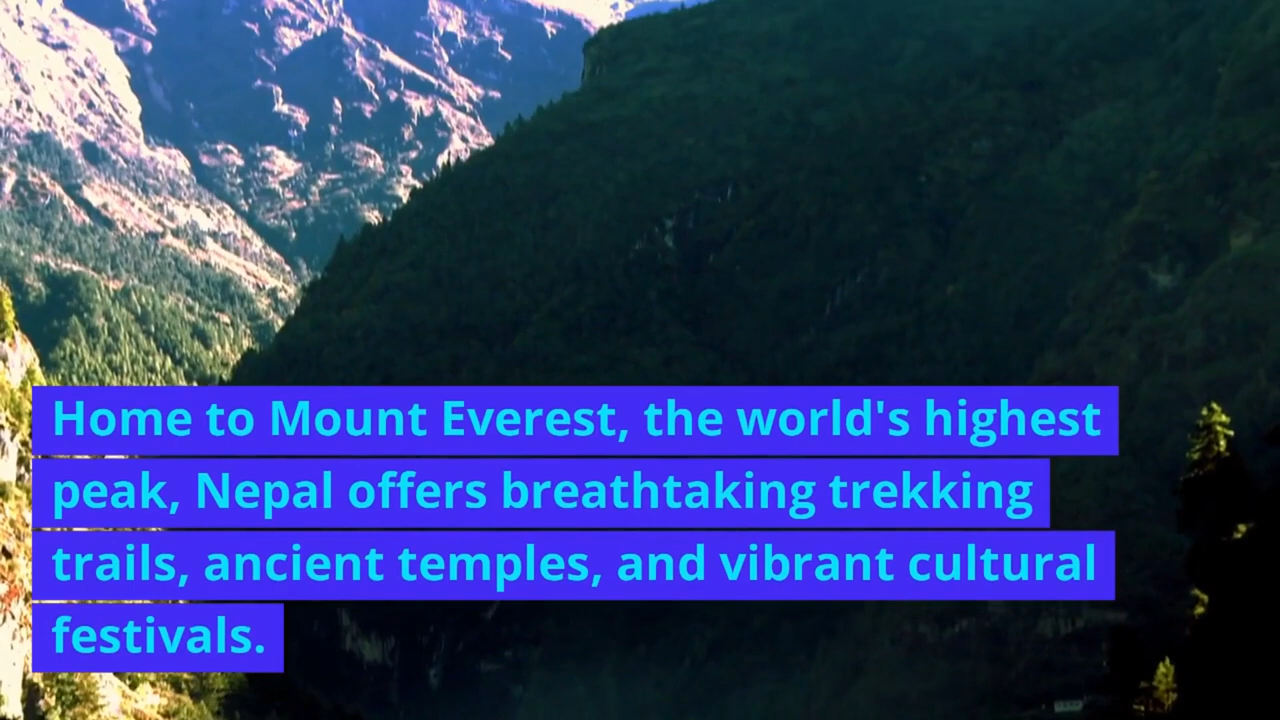 Home to Mount Everest, the world's highest
peak, Nepal offers breathtaking trekking
trails, ancient temples, and vibrant cultural
festivals.